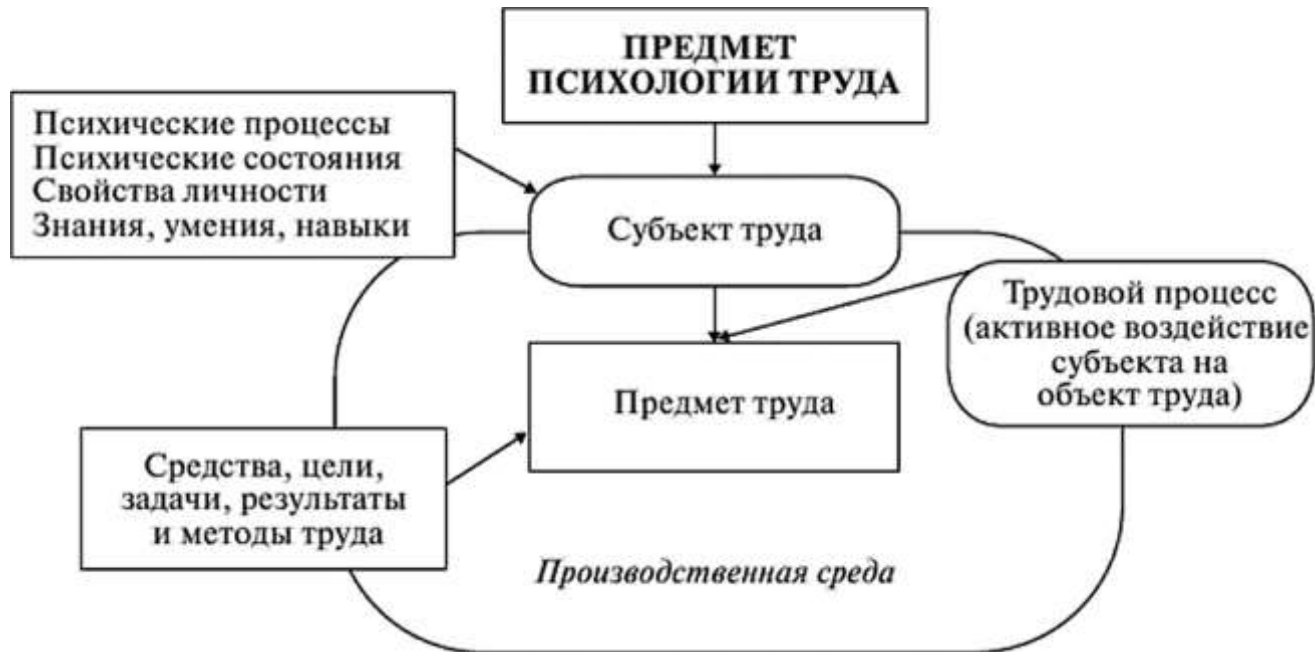 ПРЕДМЕТ
ПСИХОЛОГИИ ТРУДА
Психические процессы
Психические состояния
Свойства личности
Знания, умения, навыки
Субъект труда
Трудовой процесс
(активное воздействие
субъекта на
объект труда)
Предмет труда
Средства, цели,
задачи, результаты
и методы труда
Производственная среда